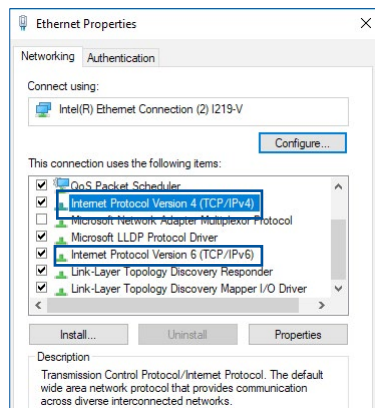 Ethernet Properties
Networking Authentication
Connect using:
Intel(R) Ethernet Connection (2) I219-V
Configure...
This connection uses the following items:
QoS Packet Scheduler
Internet Protocol Version 4 (TCP/IPv4)
Microsoft Network Adapter Multiplexor Protocol
Microsoft LLDP Protocol Driver
Internet Protocol Version 6 (TCP/IPv6)
Link-Layer Topology Discovery Responder
Link-Layer Topology Discovery Mapper I/O Driver
Install... Uninstall Properties
Description
Transmission Control Protocol/Internet Protocol. The default
wide area network protocol that provides communication
across diverse interconnected networks.